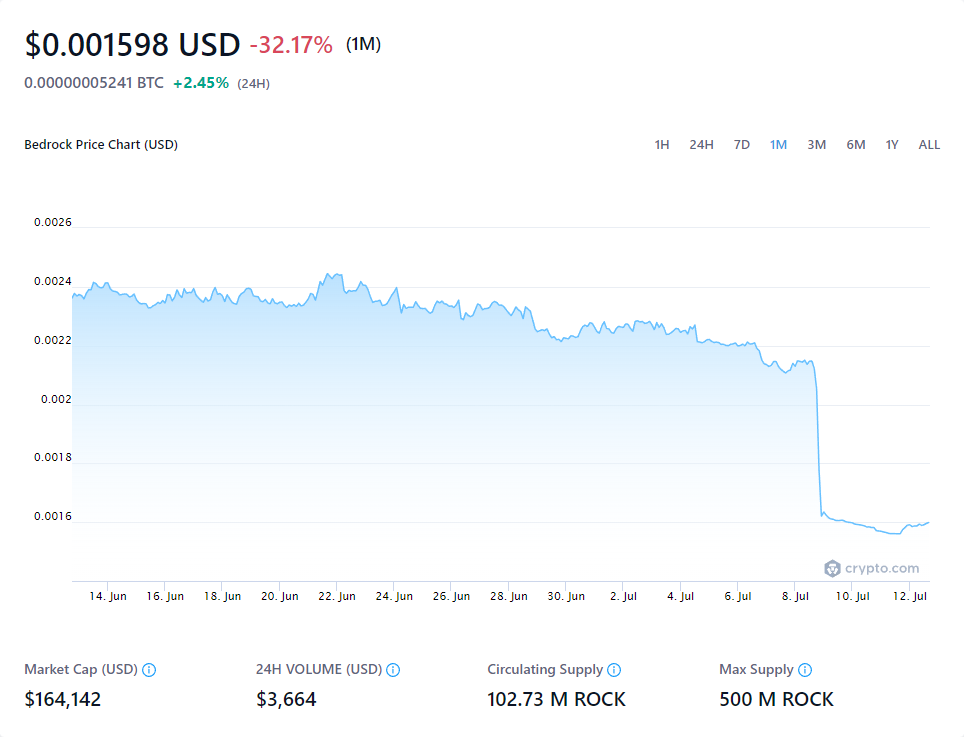 $0.001598 USD -32.17% (1M)
0.00000005241 BTC +2.45% (24H)
Bedrock Price Chart (USD) 1H 24H 7D 1M 3M 6M 1Y ALL
0.0026
0.0024
0.0022
0.002
0.0018
0.0016
crypto.com
14. Jun 16. Jun 18. Jun 20. Jun 22. Jun 24. Jun 26. Jun 28. Jun 30. Jun 2. Jul 4. Jul 6. Jul 8. Jul 10. Jul 12. Jul
Market Cap (USD) 24H VOLUME (USD) Circulating Supply Max Supply
$164,142 $3,664 102.73 M ROCK 500 M ROCK